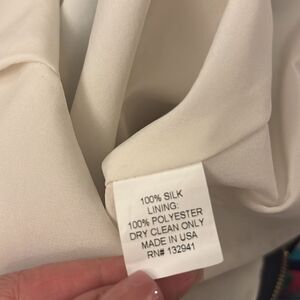 100% SILK
LINING:
100% POLYESTER
DRY CLEAN ONLY
MADE IN USA
RN# 132941